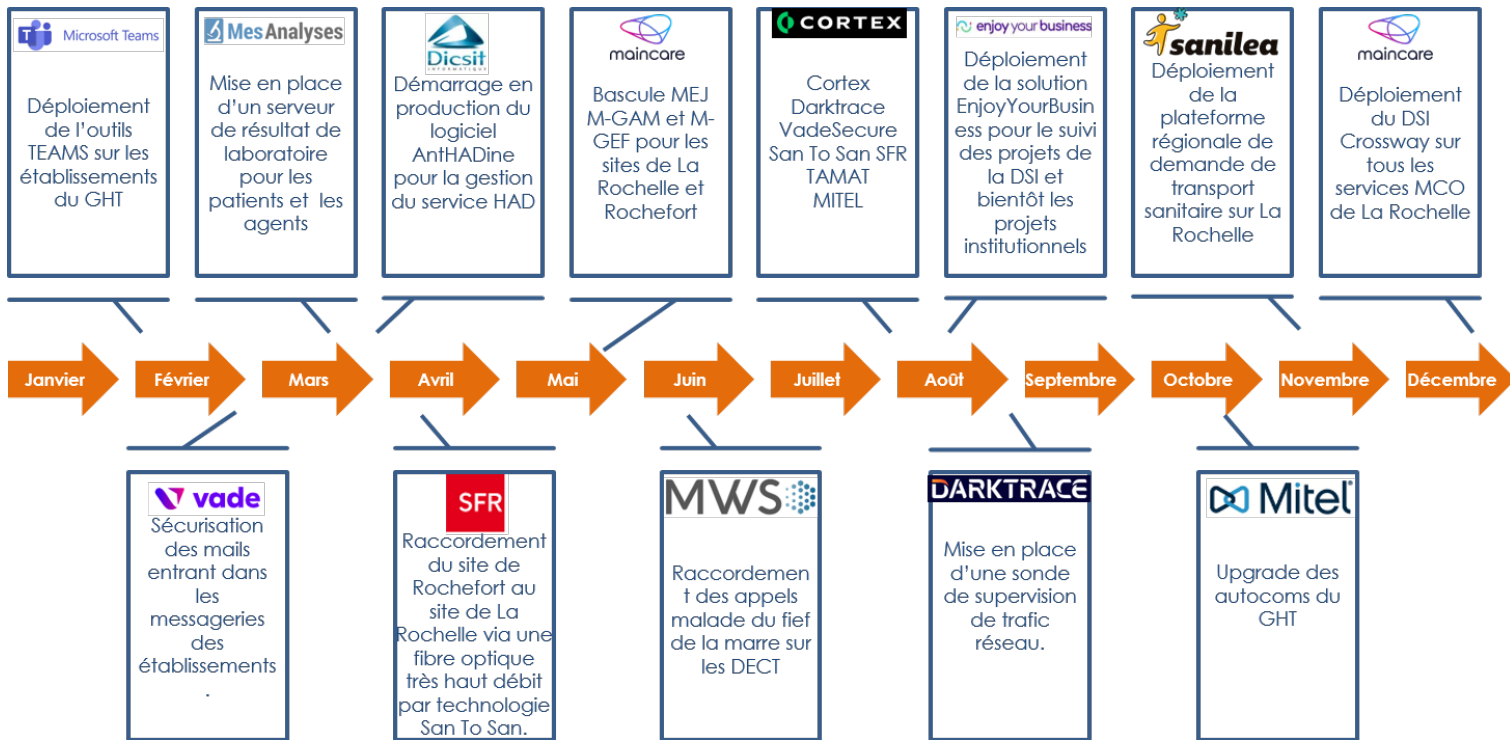 Microsoft Teams
Déploiement
de l’outils
TEAMS sur les
établissements
du GHT
MesAnalyses
Mise en place
d’un serveur
de résultat de
laboratoire
pour les
patients et les
agents
Dicsit
INFORMATIQUE
Démarrage en
production du
logiciel
AntHADine
pour la gestion
du service HAD
maincare
Bascule MEJ
M-GAM et M-
GEF pour les
sites de La
Rochelle et
Rochefort
CORTEX
Cortex
Darktrace
VadeSecure
San To San SFR
TAMAT
MITEL
enjoy your business
Déploiement
de la solution
EnjoyYourBusin
ess pour le suivi
des projets de
la DSI et
bientôt les
projets
institutionnels
sanilea
Déploiement
de la
plateforme
régionale de
demande de
transport
sanitaire sur La
Rochelle
maincare
Déploiement
du DSI
Crossway sur
tous les
services MCO
de La Rochelle
Janvier
Février
Mars
Avril
Mai
Juin
Juillet
Août
Septembre
Octobre
Novembre
Décembre
vade
Sécurisation
des mails
entrant dans
les
messageries
des
établissements
.
SFR
Raccordement
du site de
Rochefort au
site de La
Rochelle via une
fibre optique
très haut débit
par technologie
San To San.
MWS
Raccordemen
t des appels
malade du fief
de la marre sur
les DECT
DARKTRACE
Mise en place
d’une sonde
de supervision
de trafic
réseau.
Mitel
Upgrade des
autocoms du
GHT